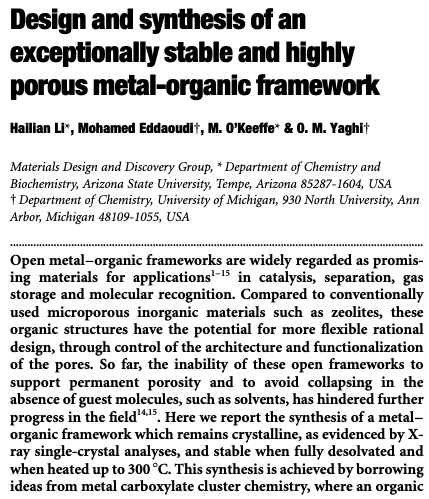 Design and synthesis of an
exceptionally stable and highly
porous metal-organic framework
Hailian Li*, Mohamed Eddaoudi†, M. O'Keeffe* & O. M. Yaghi†
Materials Design and Discovery Group, * Department of Chemistry and
Biochemistry, Arizona State University, Tempe, Arizona 85287-1604, USA
† Department of Chemistry, University of Michigan, 930 North University, Ann
Arbor, Michigan 48109-1055, USA
Open metal–organic frameworks are widely regarded as promis-
ing materials for applications¹⁻¹⁵ in catalysis, separation, gas
storage and molecular recognition. Compared to conventionally
used microporous inorganic materials such as zeolites, these
organic structures have the potential for more flexible rational
design, through control of the architecture and functionalization
of the pores. So far, the inability of these open frameworks to
support permanent porosity and to avoid collapsing in the
absence of guest molecules, such as solvents, has hindered further
progress in the field¹⁴,¹⁵. Here we report the synthesis of a metal–
organic framework which remains crystalline, as evidenced by X-
ray single-crystal analyses, and stable when fully desolvated and
when heated up to 300 °C. This synthesis is achieved by borrowing
ideas from metal carboxylate cluster chemistry, where an organic